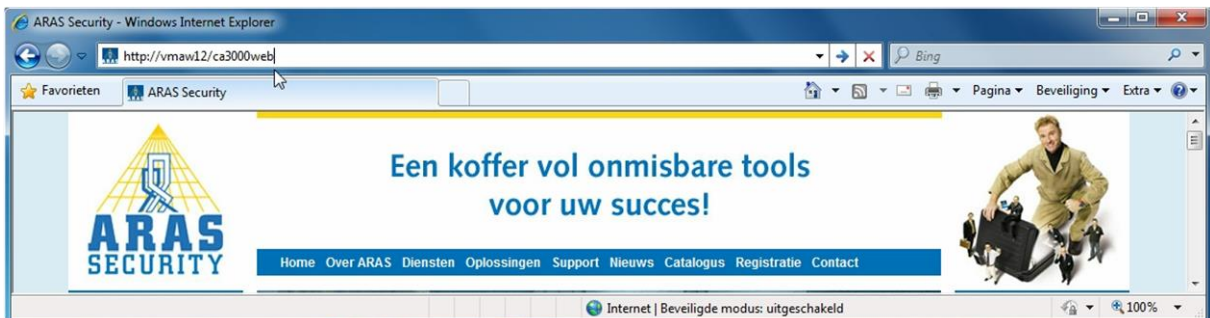 ARAS Security - Windows Internet Explorer
http://vmaw12/ca3000web
Bing
Favorieten
ARAS Security
Pagina
Beveiliging
Extra
Een koffer vol onmisbare tools
voor uw succes!
ARAS
SECURITY
Home Over ARAS Diensten Oplossingen Support Nieuws Catalogus Registratie Contact
Internet | Beveiligde modus: uitgeschakeld
100%